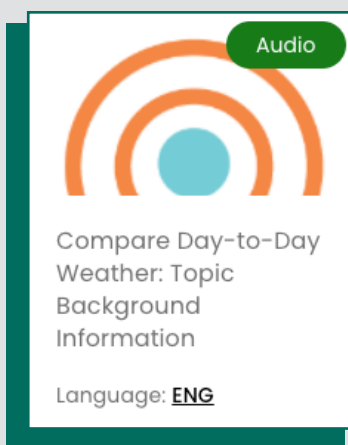 Audio
Compare Day-to-Day
Weather: Topic
Background
Information
Language: ENG